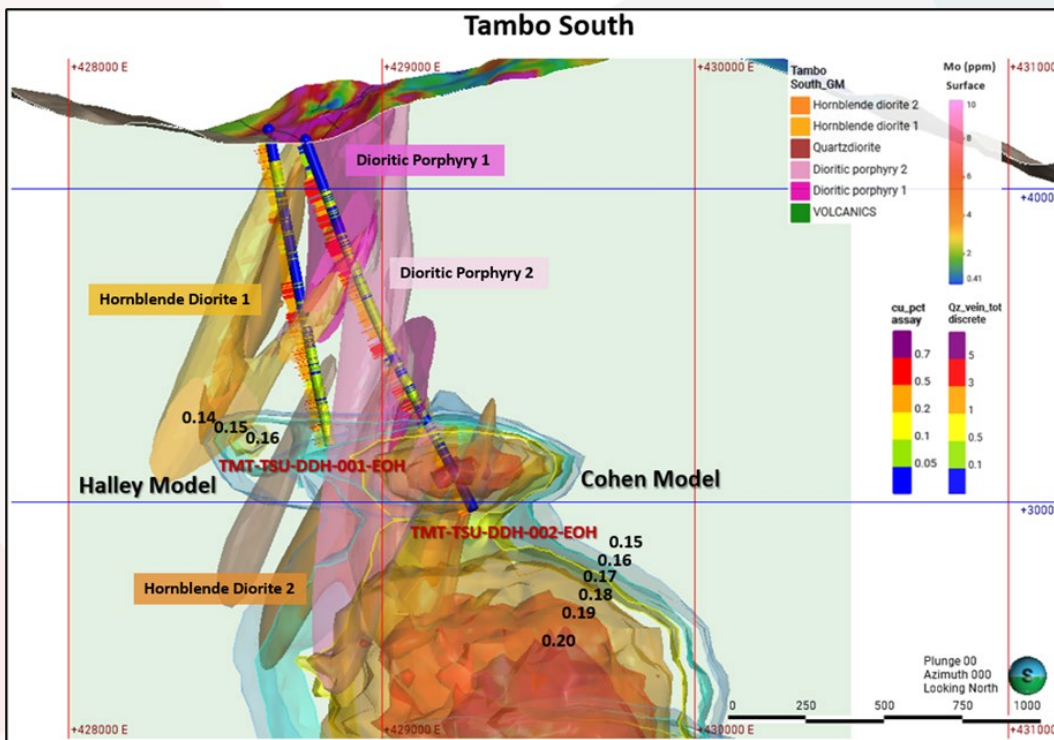 Tambo South
+428000 E
+429000 E
+430000 E
+431000
Tambo
South_GM
Hornblende diorite 2
Hornblende diorite 1
Quartzdiorite
Dioritic porphyry 2
Dioritic porphyry 1
VOLCANICS
Mo (ppm)
Surface
10
8
6
4
2
0.41
Dioritic Porphyry 1
+4000
Dioritic Porphyry 2
Hornblende Diorite 1
cu_pct
assay
0.7
0.5
0.2
0.1
0.05
Qz_vein_tot
discrete
5
3
1
0.5
0.1
0.14
0.15
0.16
TMT-TSU-DDH-001-EOH
Halley Model
Cohen Model
+3000
TMT-TSU-DDH-002-EOH
0.15
0.16
0.17
0.18
0.19
0.20
Hornblende Diorite 2
Plunge 00
Azimuth 000
Looking North
S
0
250
500
750
1000
+428000 E
+429000 E
+430000 E
+431000